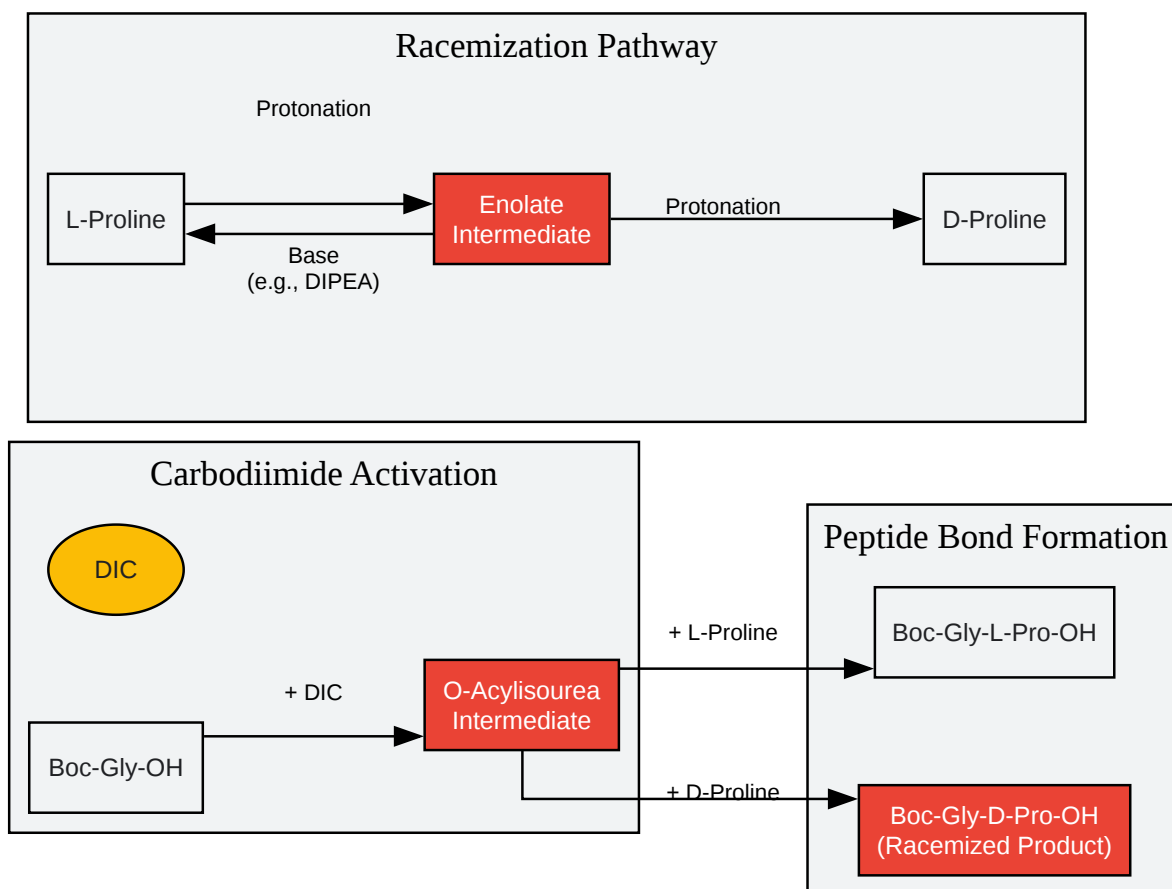 Racemization Pathway
Protonation
L-Proline
Enolate
Intermediate
Protonation
D-Proline
Base
(e.g., DIPEA)
Carbodiimide Activation
DIC
+ DIC
Boc-Gly-OH
O-Acylisourea
Intermediate
+ L-Proline
+ D-Proline
Peptide Bond Formation
Boc-Gly-L-Pro-OH
Boc-Gly-D-Pro-OH
(Racemized Product)